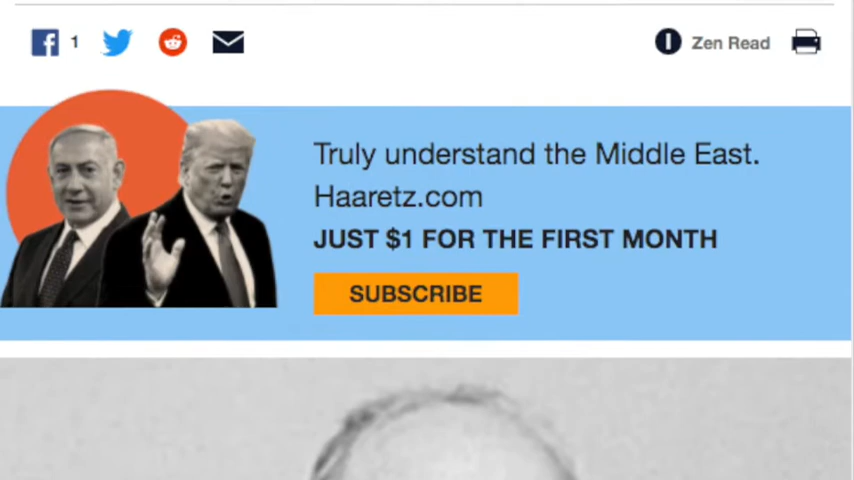 1
Zen Read
Truly understand the Middle East.
Haaretz.com
JUST $1 FOR THE FIRST MONTH
SUBSCRIBE